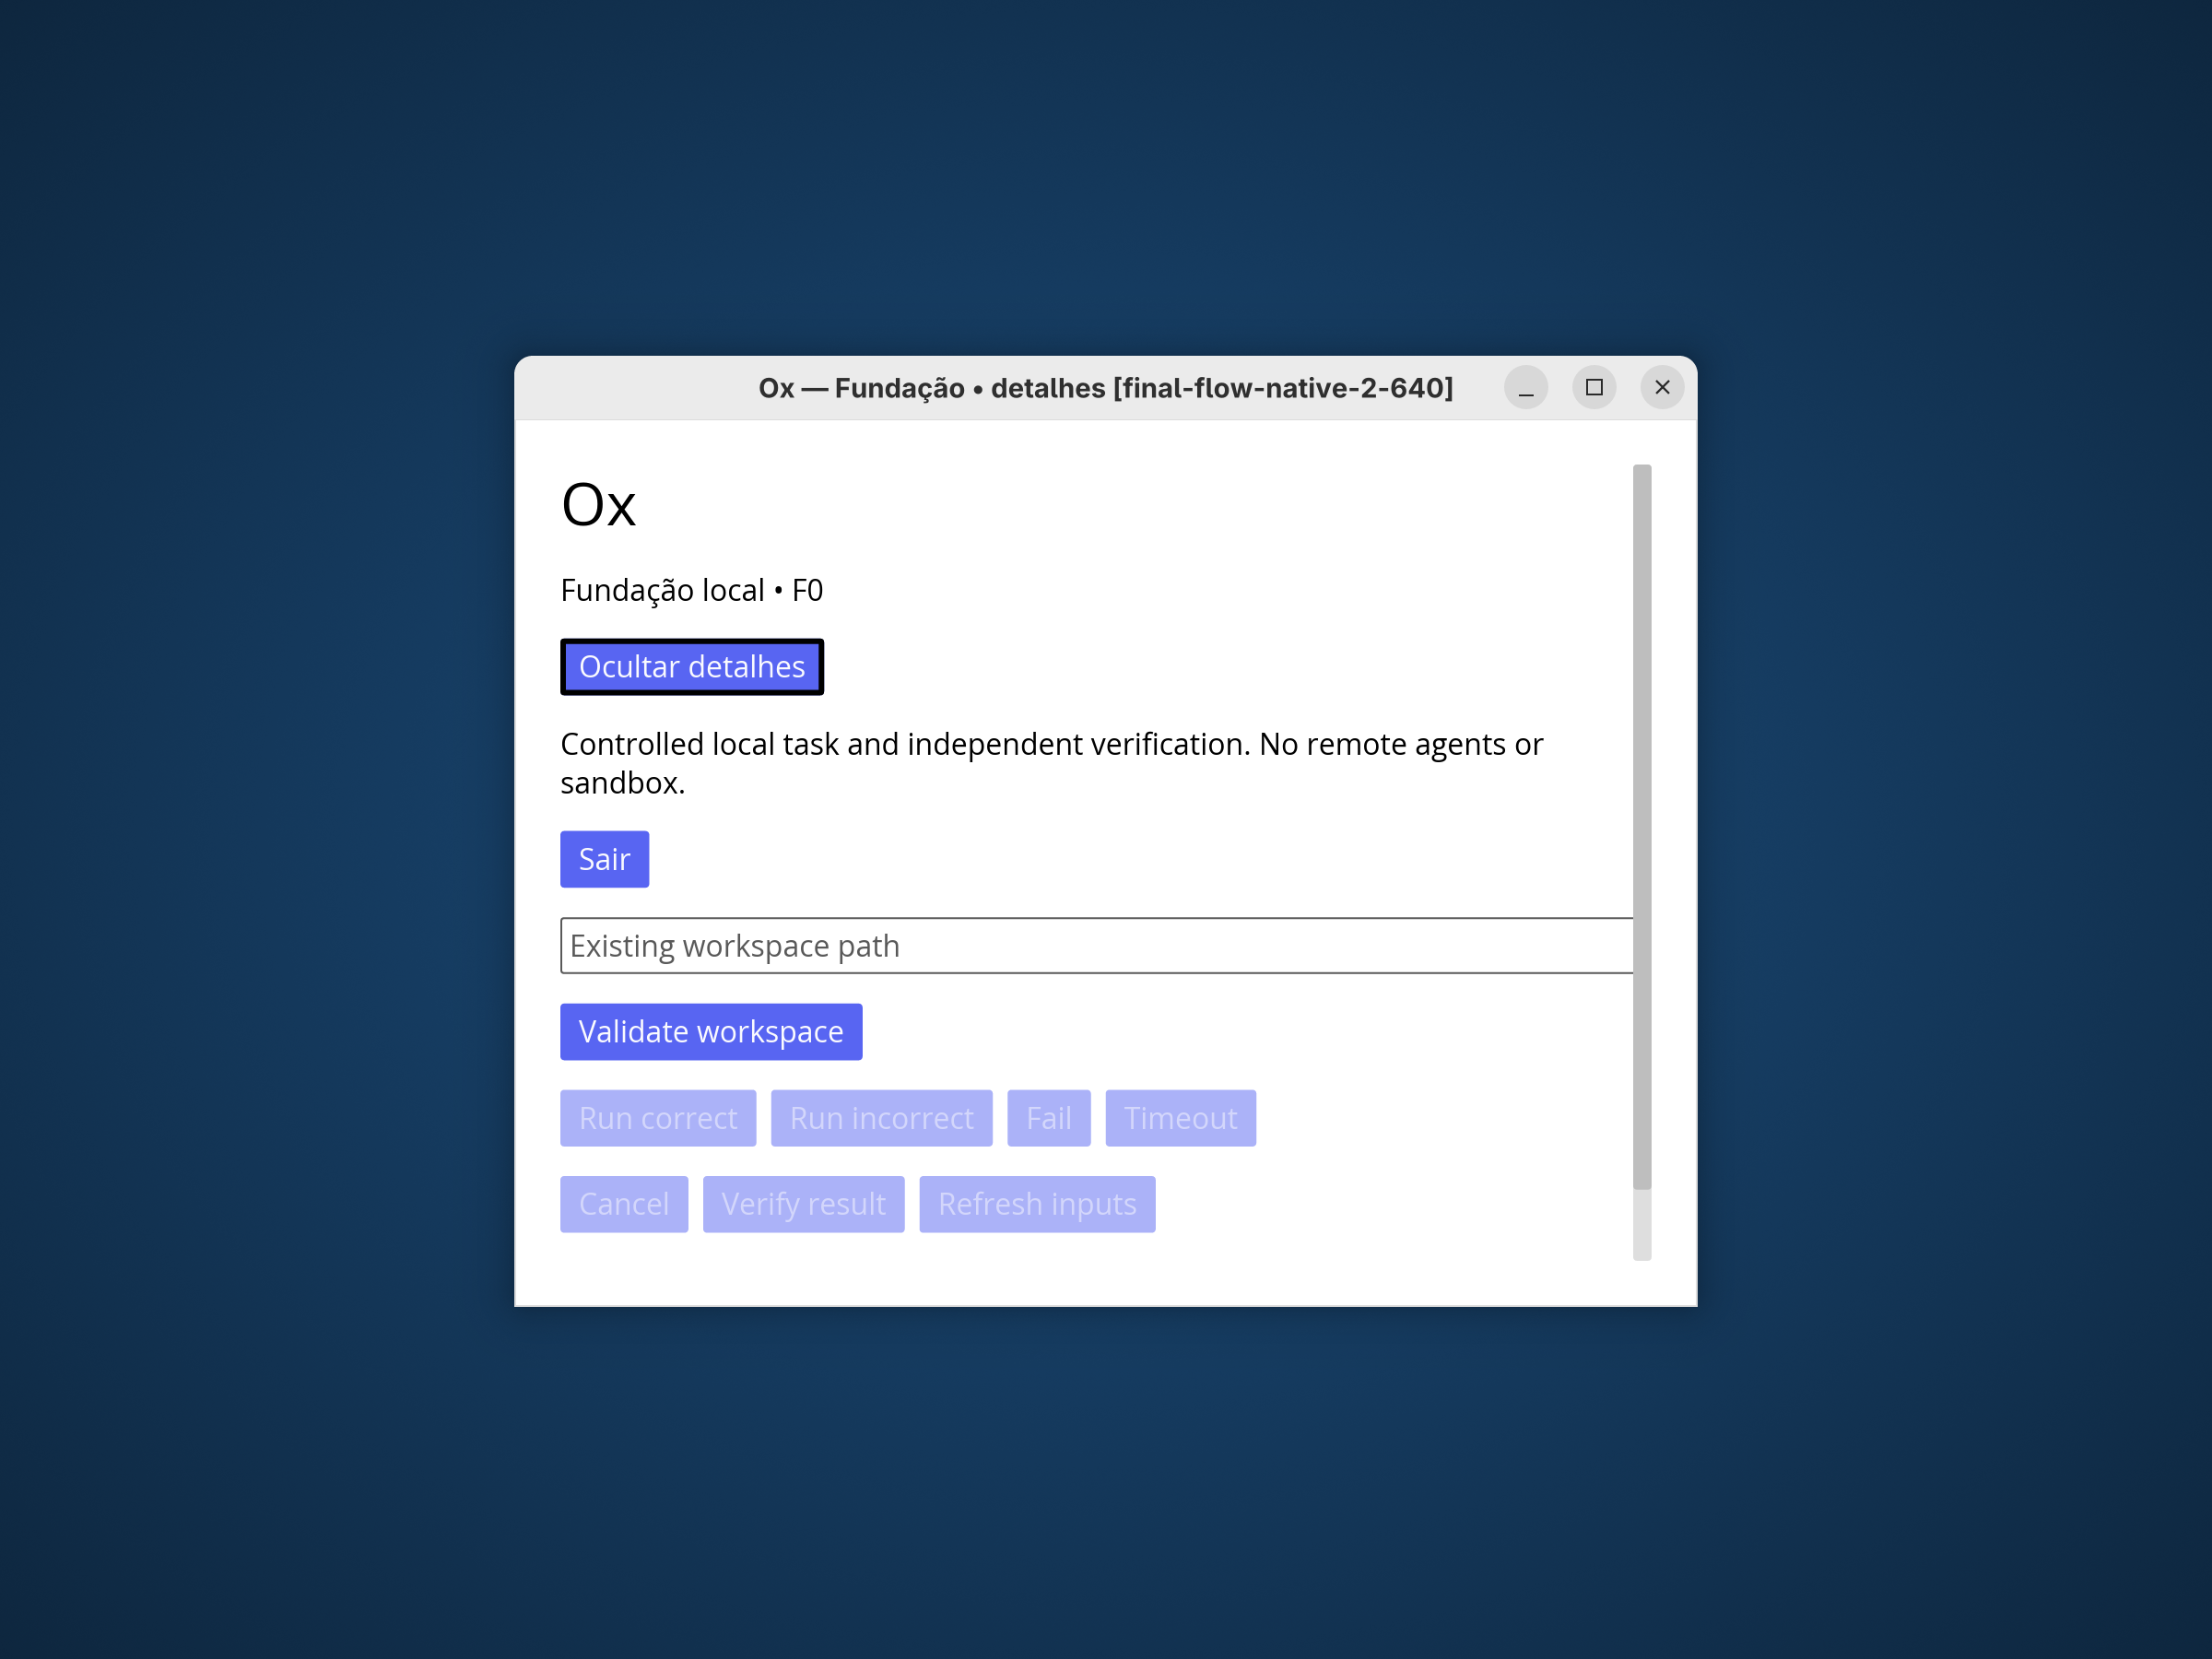 Ox — Fundação • detalhes [final-flow-native-2-640]
Ox
Fundação local • F0
Ocultar detalhes
Controlled local task and independent verification. No remote agents or
sandbox.
Sair
Existing workspace path
Validate workspace
Run correct Run incorrect Fail Timeout
Cancel Verify result Refresh inputs